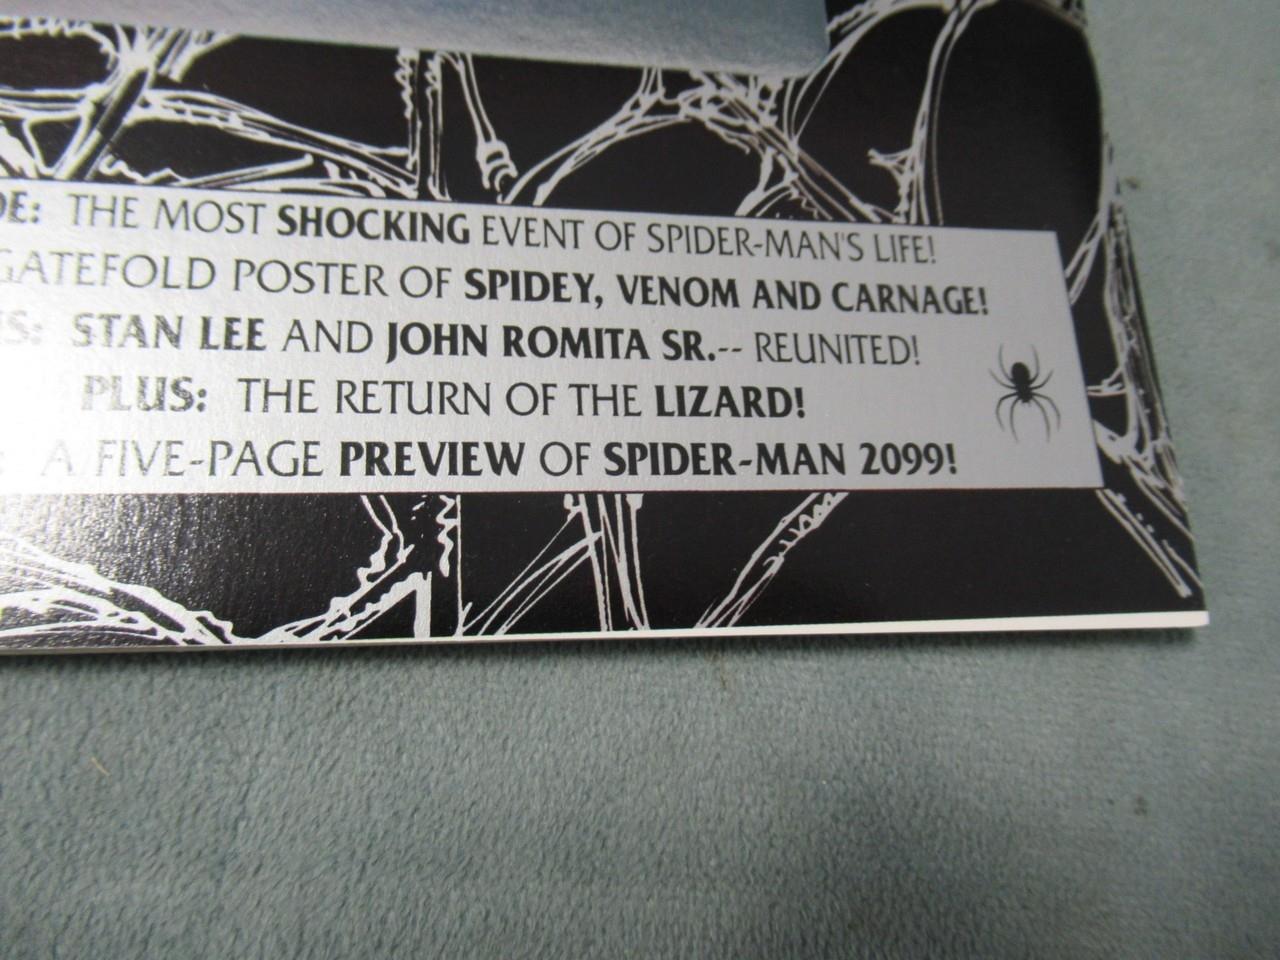 DE: THE MOST SHOCKING EVENT OF SPIDER-MAN'S LIFE!
GATEFOLD POSTER OF SPIDEY, VENOM AND CARNAGE!
S: STAN LEE AND JOHN ROMITA SR.-- REUNITED!
PLUS: THE RETURN OF THE LIZARD!
: A FIVE-PAGE PREVIEW OF SPIDER-MAN 2099!